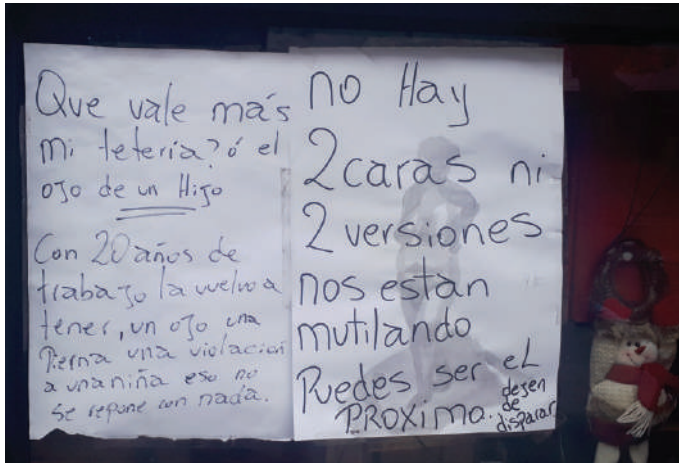 Que vale más
mi tetería? ó el
ojo de un Hijo
Con 20 años de
trabajo la vuelvo a
tener, un ojo una
Pierna una violación
a una niña eso no
se repone con nada.
no Hay
2 caras ni
2 versiones
nos estan
mutilando
Puedes ser el
PROXIMO. dejen
de
disparar